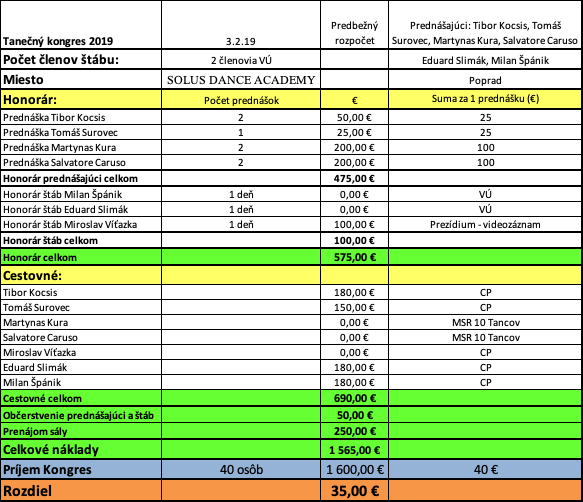 Tanečný kongres 2019 3.2.19 Predbežný rozpočet Prednášajúci: Tibor Kocsis, Tomáš Surovec, Martynas Kura, Salvatore Caruso
Počet členov štábu: 2 členovia VÚ Eduard Slimák, Milan Špánik
Miesto SOLUS DANCE ACADEMY Poprad
Honorár: Počet prednášok € Suma za 1 prednášku (€)
Prednáška Tibor Kocsis 2 50,00 € 25
Prednáška Tomáš Surovec 1 25,00 € 25
Prednáška Martynas Kura 2 200,00 € 100
Prednáška Salvatore Caruso 2 200,00 € 100
Honorár prednášajúci celkom 475,00 €
Honorár štáb Milan Špánik 1 deň 0,00 € VÚ
Honorár štáb Eduard Slimák 1 deň 0,00 € VÚ
Honorár štáb Miroslav Víťazka 1 deň 100,00 € Prezídium - videozáznam
Honorár štáb celkom 100,00 €
Honorár celkom 575,00 €
Cestovné:
Tibor Kocsis 180,00 € CP
Tomáš Surovec 150,00 € CP
Martynas Kura 0,00 € MSR 10 Tancov
Salvatore Caruso 0,00 € MSR 10 Tancov
Miroslav Víťazka 0,00 € CP
Eduard Slimák 180,00 € CP
Milan Špánik 180,00 € CP
Cestovné celkom 690,00 €
Občerstvenie prednášajúci a štáb 50,00 €
Prenájom sály 250,00 €
Celkové náklady 1 565,00 €
Príjem Kongres 40 osôb 1 600,00 € 40 €
Rozdiel 35,00 €